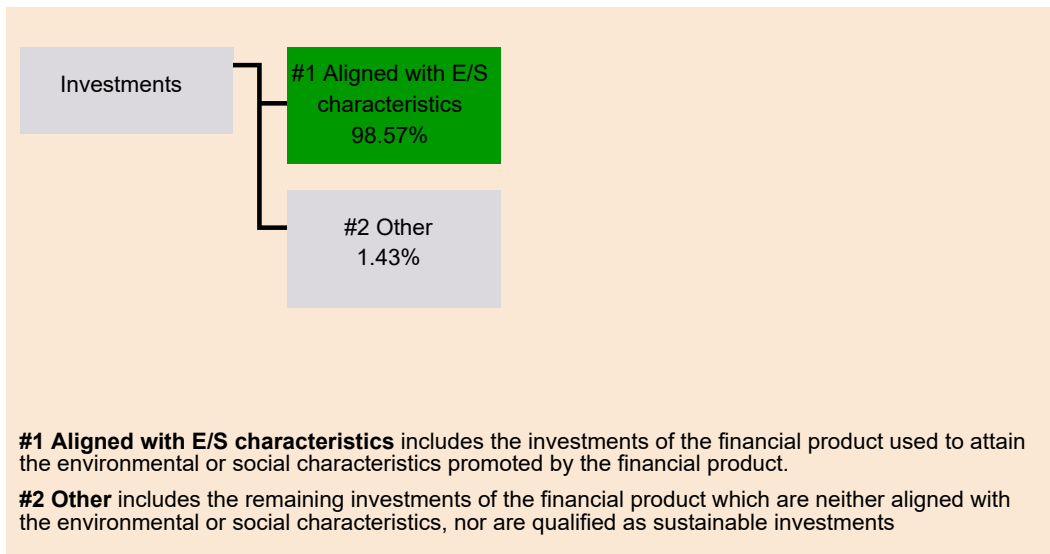 Investments
#1 Aligned with E/S
characteristics
98.57%
#2 Other
1.43%
#1 Aligned with E/S characteristics includes the investments of the financial product used to attain
the environmental or social characteristics promoted by the financial product.
#2 Other includes the remaining investments of the financial product which are neither aligned with
the environmental or social characteristics, nor are qualified as sustainable investments